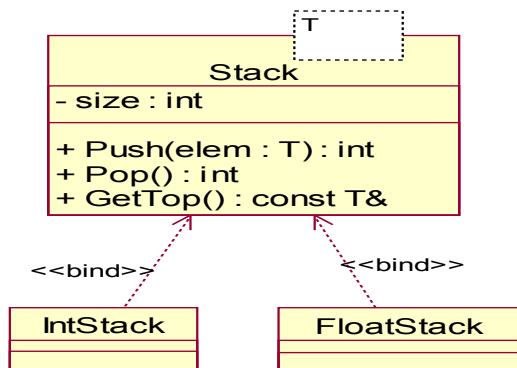 T
Stack
- size : int
+ Push(elem : T) : int
+ Pop() : int
+ GetTop() : const T&
<<bind>>
<<bind>>
IntStack
FloatStack